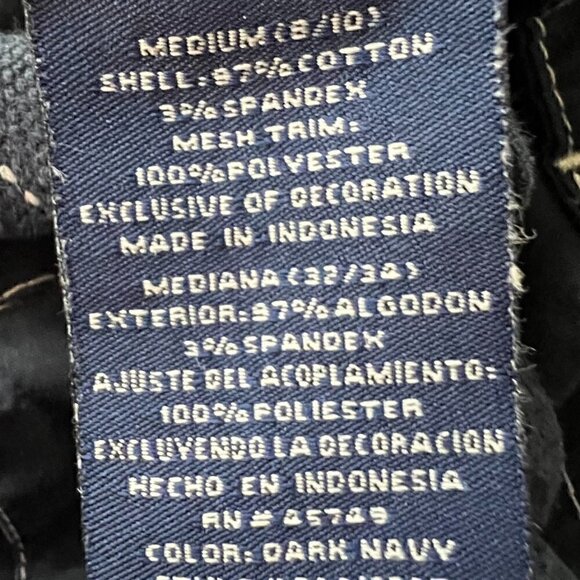 MEDIUM (8/10)
SHELL: 97% COTTON
3% SPANDEX
MESH TRIM:
100% POLYESTER
EXCLUSIVE OF DECORATION
MADE IN INDONESIA
MEDIANA (32/34)
EXTERIOR: 97% ALGODON
3% SPANDEX
AJUSTE DEL ACOPLAMIENTO:
100% POLIESTER
EXCLUYENDO LA DECORACION
HECHO EN INDONESIA
RN # 45749
COLOR: DARK NAVY